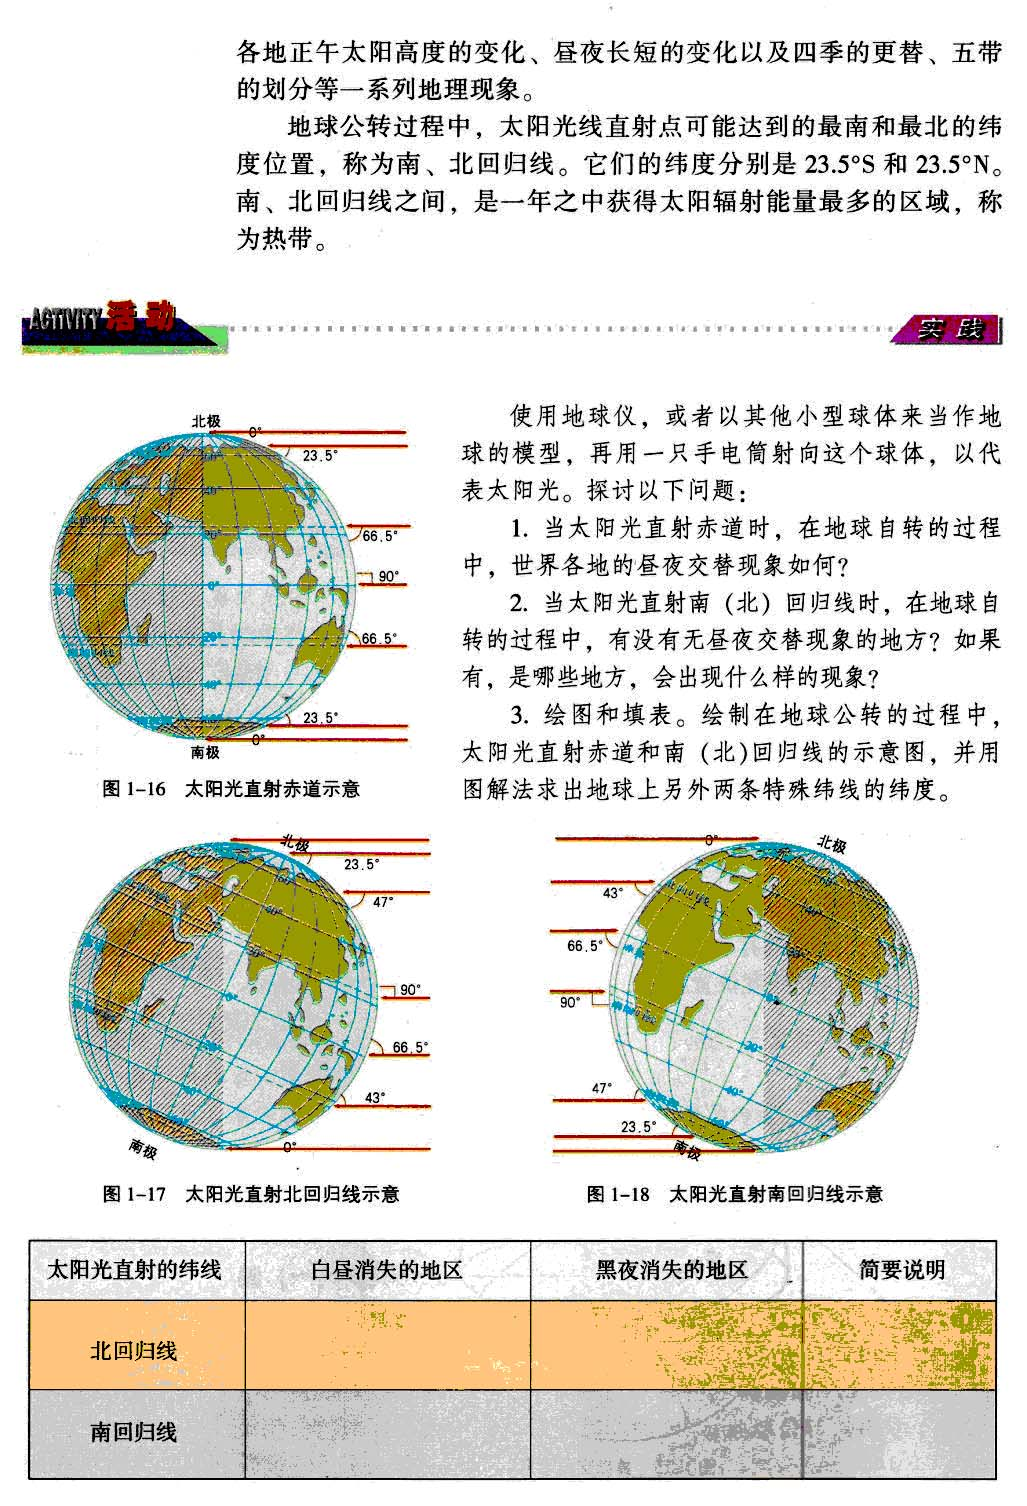 各地正午太阳高度的变化、昼夜长短的变化以及四季的更替、五带
的划分等一系列地理现象。
地球公转过程中，太阳光线直射点可能达到的最南和最北的纬
度位置，称为南、北回归线。它们的纬度分别是 23.5°S 和 23.5°N。
南、北回归线之间，是一年之中获得太阳辐射能量最多的区域，称
为热带。
ACTIVITY 活动
实践
使用地球仪，或者以其他小型球体来当作地
球的模型，再用一只手电筒射向这个球体，以代
表太阳光。探讨以下问题：
1. 当太阳光直射赤道时，在地球自转的过程
中，世界各地的昼夜交替现象如何？
2. 当太阳光直射南（北）回归线时，在地球自
转的过程中，有没有无昼夜交替现象的地方？如果
有，是哪些地方，会出现什么样的现象？
3. 绘图和填表。绘制在地球公转的过程中，
太阳光直射赤道和南（北）回归线的示意图，并用
图解法求出地球上另外两条特殊纬线的纬度。
北极
0°
23.5°
66.5°
90°
0°
66.5°
20°
40°
23.5°
0°
南极
图 1-16 太阳光直射赤道示意
北极
23.5°
47°
90°
66.5°
43°
0°
南极
图 1-17 太阳光直射北回归线示意
0°
北极
43°
66.5°
90°
47°
23.5°
南极
图 1-18 太阳光直射南回归线示意
太阳光直射的纬线 白昼消失的地区 黑夜消失的地区 简要说明
北回归线
南回归线